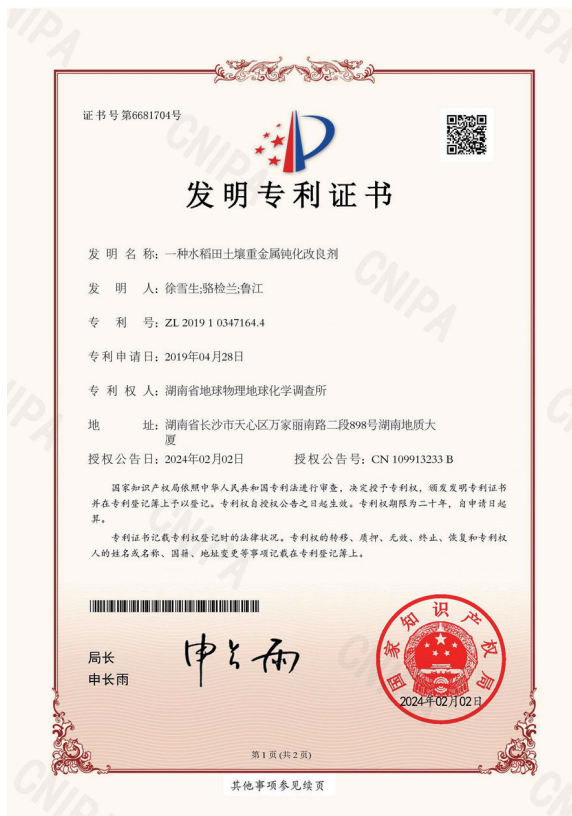 证书号第6681704号
发明专利证书
发明名称：一种水稻田土壤重金属钝化改良剂
发明人：徐雪生;骆检兰;鲁江
专利号：ZL 2019 1 0347164.4
专利申请日：2019年04月28日
专利权人：湖南省地球物理地球化学调查所
地址：湖南省长沙市天心区万家丽南路二段898号湖南地质大
厦
授权公告日：2024年02月02日 授权公告号：CN 109913233 B
国家知识产权局依照中华人民共和国专利法进行审查，决定授予专利权，颁发发明专利证书
并在专利登记簿上予以登记。专利权自授权公告之日起生效。专利权期限为二十年，自申请日起
算。
专利证书记载专利权登记时的法律状况。专利权的转移、质押、无效、终止、恢复和专利权
人的姓名或名称、国籍、地址变更等事项记载在专利登记簿上。
局长
申长雨
申长雨
国家知识产权局
2024年02月02日
第 1 页 (共 2 页)
其他事项参见续页
CNIPA
CNIPA
CNIPA
CNIPA
CNIPA
CNIPA